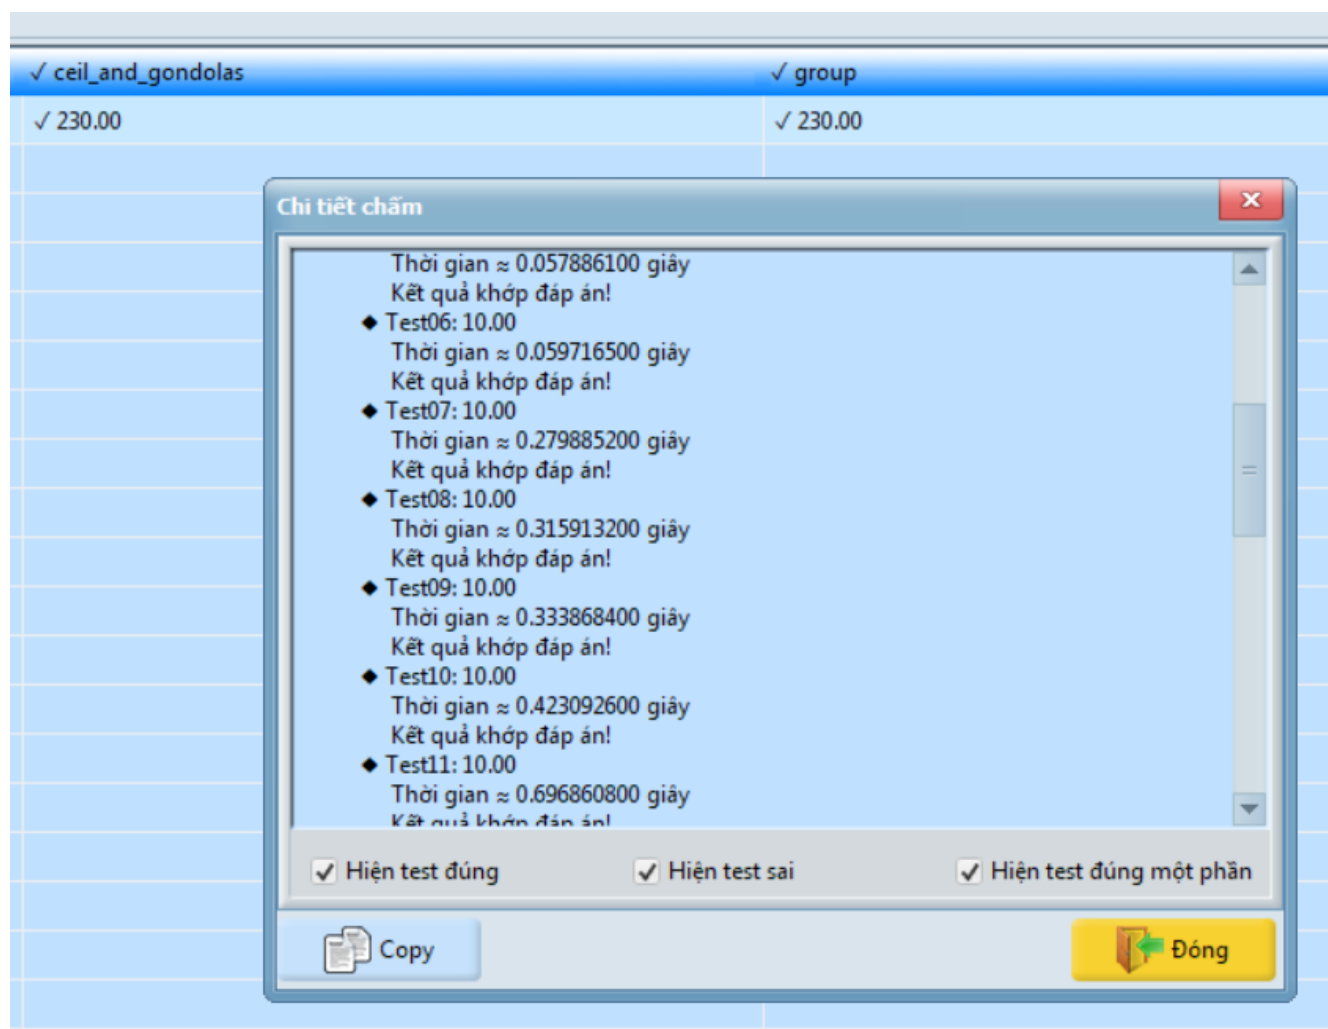 ✓ ceil_and_gondolas ✓ group
✓ 230.00 ✓ 230.00
Chi tiết chấm
Thời gian ≈ 0.057886100 giây
Kết quả khớp đáp án!
◆ Test06: 10.00
Thời gian ≈ 0.059716500 giây
Kết quả khớp đáp án!
◆ Test07: 10.00
Thời gian ≈ 0.279885200 giây
Kết quả khớp đáp án!
◆ Test08: 10.00
Thời gian ≈ 0.315913200 giây
Kết quả khớp đáp án!
◆ Test09: 10.00
Thời gian ≈ 0.333868400 giây
Kết quả khớp đáp án!
◆ Test10: 10.00
Thời gian ≈ 0.423092600 giây
Kết quả khớp đáp án!
◆ Test11: 10.00
Thời gian ≈ 0.696860800 giây
Kết quả khớp đáp án!
Hiện test đúng Hiện test sai Hiện test đúng một phần
Copy Đóng